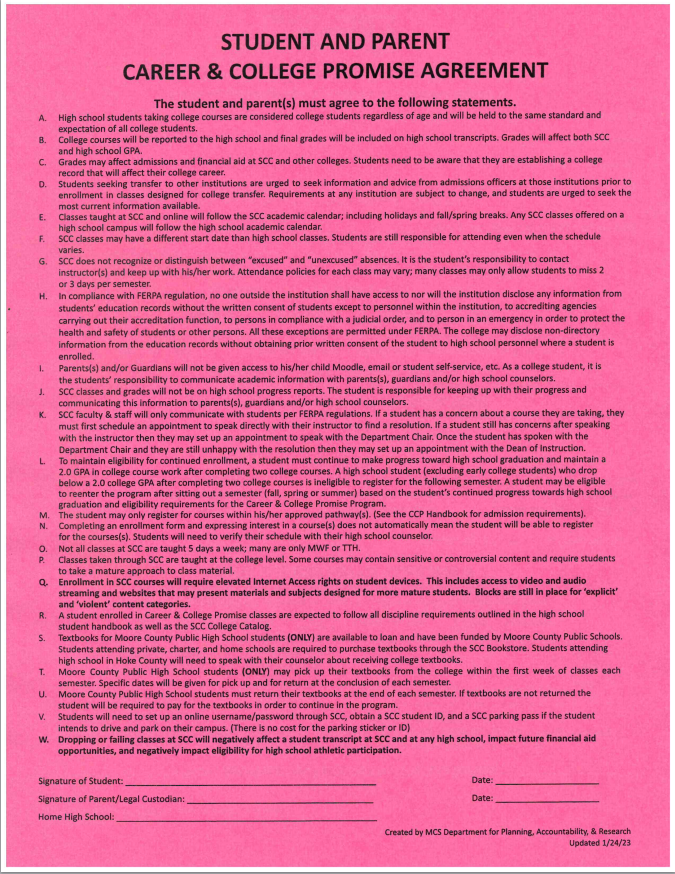 STUDENT AND PARENT
CAREER & COLLEGE PROMISE AGREEMENT
The student and parent(s) must agree to the following statements.
A. High school students taking college courses are considered college students regardless of age and will be held to the same standard and
expectation of all college students.
B. College courses will be reported to the high school and final grades will be included on high school transcripts. Grades will affect both SCC
and high school GPA.
C. Grades may affect admissions and financial aid at SCC and other colleges. Students need to be aware that they are establishing a college
record that will affect their college career.
D. Students seeking transfer to other institutions are urged to seek information and advice from admissions officers at those institutions prior to
enrollment in classes designed for college transfer. Requirements at any institution are subject to change, and students are urged to seek the
most current information available.
E. Classes taught at SCC and online will follow the SCC academic calendar; including holidays and fall/spring breaks. Any SCC classes offered on a
high school campus will follow the high school academic calendar.
F. SCC classes may have a different start date than high school classes. Students are still responsible for attending even when the schedule
varies.
G. SCC does not recognize or distinguish between "excused" and "unexcused" absences. It is the student's responsibility to contact
instructor(s) and keep up with his/her work. Attendance policies for each class may vary; many classes may only allow students to miss 2
or 3 days per semester.
H. In compliance with FERPA regulation, no one outside the institution shall have access to nor will the institution disclose any information from
students' education records without the written consent of students except to personnel within the institution, to accrediting agencies
carrying out their accreditation function, to persons in compliance with a judicial order, and to person in an emergency in order to protect the
health and safety of students or other persons. All these exceptions are permitted under FERPA. The college may disclose non-directory
information from the education records without obtaining prior written consent of the student to high school personnel where a student is
enrolled.
I. Parents(s) and/or Guardians will not be given access to his/her child Moodle, email or student self-service, etc. As a college student, it is
the students' responsibility to communicate academic information with parents(s), guardians and/or high school counselors.
J. SCC classes and grades will not be on high school progress reports. The student is responsible for keeping up with their progress and
communicating this information to parents(s), guardians and/or high school counselors.
K. SCC faculty & staff will only communicate with students per FERPA regulations. If a student has a concern about a course they are taking, they
must first schedule an appointment to speak directly with their instructor to find a resolution. If a student still has concerns after speaking
with the instructor then they may set up an appointment to speak with the Department Chair. Once the student has spoken with the
Department Chair and they are still unhappy with the resolution then they may set up an appointment with the Dean of Instruction.
L. To maintain eligibility for continued enrollment, a student must continue to make progress toward high school graduation and maintain a
2.0 GPA in college course work after completing two college courses. A high school student (excluding early college students) who drop
below a 2.0 college GPA after completing two college courses is ineligible to register for the following semester. A student may be eligible
to reenter the program after sitting out a semester (fall, spring or summer) based on the student's continued progress towards high school
graduation and eligibility requirements for the Career & College Promise Program.
M. The student may only register for courses within his/her approved pathway(s). (See the CCP Handbook for admission requirements).
N. Completing an enrollment form and expressing interest in a course(s) does not automatically mean the student will be able to register
for the courses(s). Students will need to verify their schedule with their high school counselor.
O. Not all classes at SCC are taught 5 days a week; many are only MWF or TTH.
P. Classes taken through SCC are taught at the college level. Some courses may contain sensitive or controversial content and require students
to take a mature approach to class material.
Q. Enrollment in SCC courses will require elevated Internet Access rights on student devices. This includes access to video and audio
streaming and websites that may present materials and subjects designed for more mature students. Blocks are still in place for 'explicit'
and 'violent' content categories.
R. A student enrolled in Career & College Promise classes are expected to follow all discipline requirements outlined in the high school
student handbook as well as the SCC College Catalog.
S. Textbooks for Moore County Public High School students (ONLY) are available to loan and have been funded by Moore County Public Schools.
Students attending private, charter, and home schools are required to purchase textbooks through the SCC Bookstore. Students attending
high school in Hoke County will need to speak with their counselor about receiving college textbooks.
T. Moore County Public High School students (ONLY) may pick up their textbooks from the college within the first week of classes each
semester. Specific dates will be given for pick up and for return at the conclusion of each semester.
U. Moore County Public High School students must return their textbooks at the end of each semester. If textbooks are not returned the
student will be required to pay for the textbooks in order to continue in the program.
V. Students will need to set up an online username/password through SCC, obtain a SCC student ID, and a SCC parking pass if the student
intends to drive and park on their campus. (There is no cost for the parking sticker or ID)
W. Dropping or failing classes at SCC will negatively affect a student transcript at SCC and at any high school, impact future financial aid
opportunities, and negatively impact eligibility for high school athletic participation.
Signature of Student: Date:
Signature of Parent/Legal Custodian: Date:
Home High School:
Created by MCS Department for Planning, Accountability, & Research
Updated 1/24/23